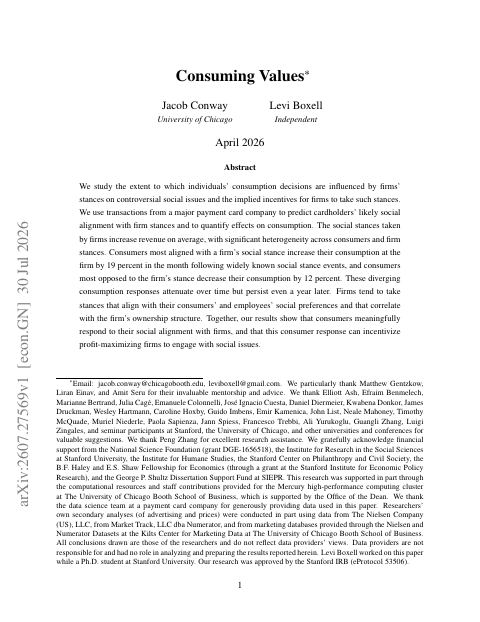 Consuming Values*
Jacob Conway Levi Boxell
University of Chicago Independent
April 2026
Abstract
We study the extent to which individuals' consumption decisions are influenced by firms'
stances on controversial social issues and the implied incentives for firms to take such stances.
We use transactions from a major payment card company to predict cardholders' likely social
alignment with firm stances and to quantify effects on consumption. The social stances taken
by firms increase revenue on average, with significant heterogeneity across consumers and firm
stances. Consumers most aligned with a firm's social stance increase their consumption at the
firm by 19 percent in the month following widely known social stance events, and consumers
most opposed to the firm's stance decrease their consumption by 12 percent. These diverging
consumption responses attenuate over time but persist even a year later. Firms tend to take
stances that align with their consumers' and employees' social preferences and that correlate
with the firm's ownership structure. Together, our results show that consumers meaningfully
respond to their social alignment with firms, and that this consumer response can incentivize
profit-maximizing firms to engage with social issues.
*Email: jacob.conway@chicagobooth.edu, leviboxell@gmail.com. We particularly thank Matthew Gentzkow,
Liran Einav, and Amit Seru for their invaluable mentorship and advice. We thank Elliott Ash, Efraim Benmelech,
Marianne Bertrand, Julia Cagé, Emanuele Colonnelli, José Ignacio Cuesta, Daniel Diermeier, Kwabena Donkor, James
Druckman, Wesley Hartmann, Caroline Hoxby, Guido Imbens, Emir Kamenica, John List, Neale Mahoney, Timothy
McQuade, Muriel Niederle, Paola Sapienza, Jann Spiess, Francesco Trebbi, Ali Yurukoglu, Guangli Zhang, Luigi
Zingales, and seminar participants at Stanford, the University of Chicago, and other universities and conferences for
valuable suggestions. We thank Peng Zhang for excellent research assistance. We gratefully acknowledge financial
support from the National Science Foundation (grant DGE-1656518), the Institute for Research in the Social Sciences
at Stanford University, the Institute for Humane Studies, the Stanford Center on Philanthropy and Civil Society, the
B.F. Haley and E.S. Shaw Fellowship for Economics (through a grant at the Stanford Institute for Economic Policy
Research), and the George P. Shultz Dissertation Support Fund at SIEPR. This research was supported in part through
the computational resources and staff contributions provided for the Mercury high-performance computing cluster
at The University of Chicago Booth School of Business, which is supported by the Office of the Dean. We thank
the data science team at a payment card company for generously providing data used in this paper. Researchers'
own secondary analyses (of advertising and prices) were conducted in part using data from The Nielsen Company
(US), LLC, from Market Track, LLC dba Numerator, and from marketing databases provided through the Nielsen and
Numerator Datasets at the Kilts Center for Marketing Data at The University of Chicago Booth School of Business.
All conclusions drawn are those of the researchers and do not reflect data providers' views. Data providers are not
responsible for and had no role in analyzing and preparing the results reported herein. Levi Boxell worked on this paper
while a Ph.D. student at Stanford University. Our research was approved by the Stanford IRB (eProtocol 53506).
1
arXiv:2607.27569v1 [econ.GN] 30 Jul 2026